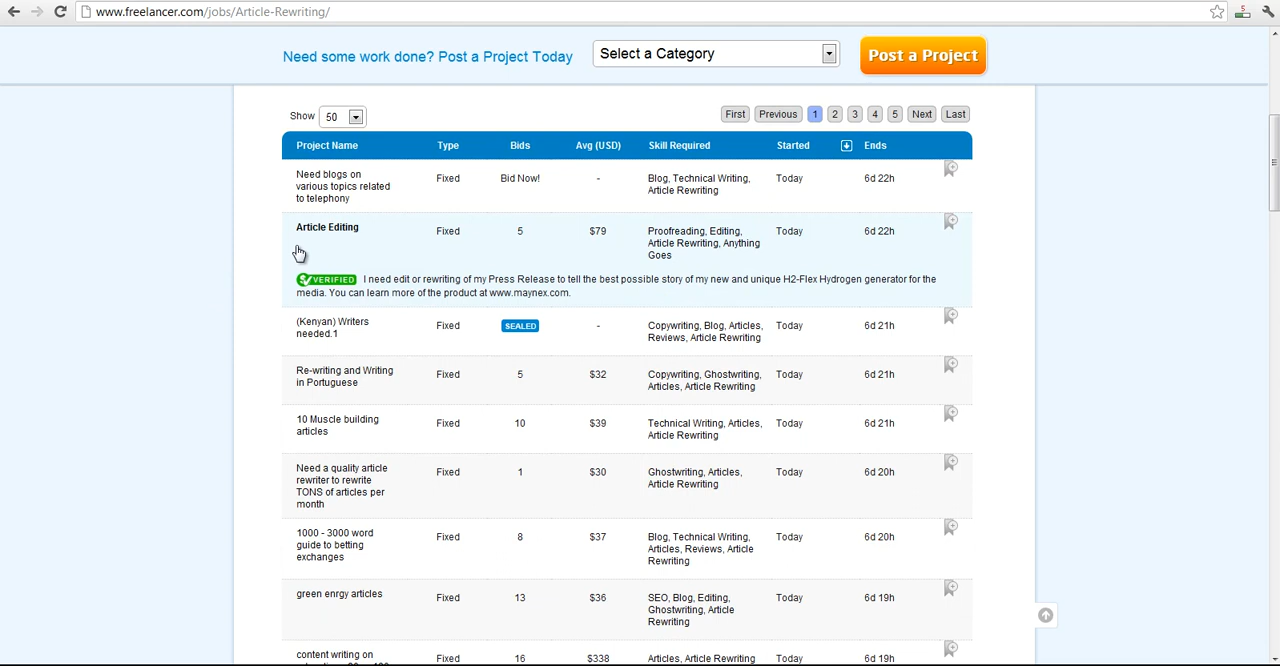 www.freelancer.com/jobs/Article-Rewriting/
5
Need some work done? Post a Project Today
Select a Category
Post a Project
Show 50
First Previous 1 2 3 4 5 Next Last
Project Name Type Bids Avg (USD) Skill Required Started Ends
Need blogs on
various topics related
to telephony
Fixed Bid Now! -
Blog, Technical Writing,
Article Rewriting
Today 6d 22h
Article Editing
Fixed 5 $79
Proofreading, Editing,
Article Rewriting, Anything
Goes
Today 6d 22h
VERIFIED I need edit or rewriting of my Press Release to tell the best possible story of my new and unique H2-Flex Hydrogen generator for the
media. You can learn more of the product at www.maynex.com.
(Kenyan) Writers
needed.1
Fixed SEALED -
Copywriting, Blog, Articles,
Reviews, Article Rewriting
Today 6d 21h
Re-writing and Writing
in Portuguese
Fixed 5 $32
Copywriting, Ghostwriting,
Articles, Article Rewriting
Today 6d 21h
10 Muscle building
articles
Fixed 10 $39
Technical Writing, Articles,
Article Rewriting
Today 6d 21h
Need a quality article
rewriter to rewrite
TONS of articles per
month
Fixed 1 $30
Ghostwriting, Articles,
Article Rewriting
Today 6d 20h
1000 - 3000 word
guide to betting
exchanges
Fixed 8 $37
Blog, Technical Writing,
Articles, Reviews, Article
Rewriting
Today 6d 20h
green enrgy articles
Fixed 13 $36
SEO, Blog, Editing,
Ghostwriting, Article
Rewriting
Today 6d 19h
content writing on
Fixed 16 $338
Articles, Article Rewriting
Today 6d 19h